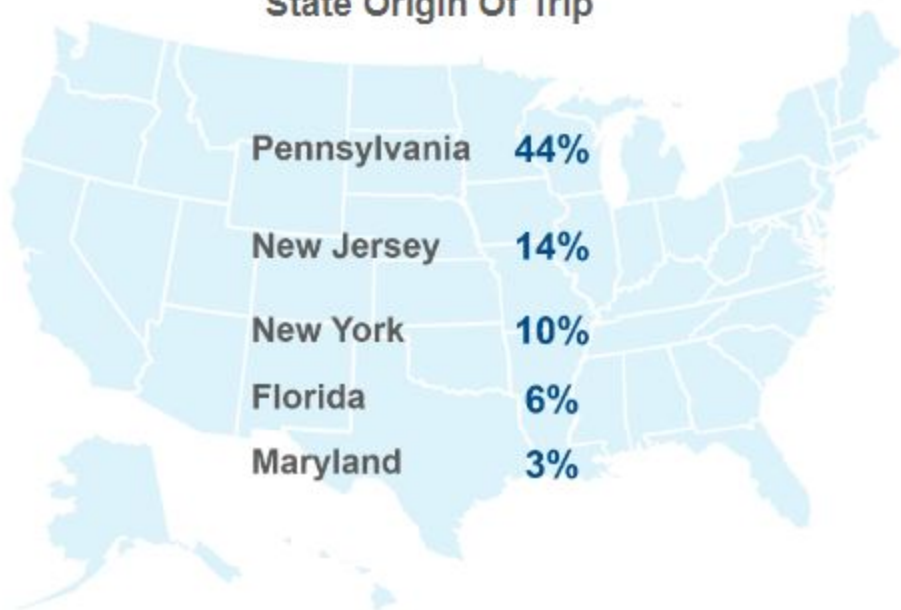 State Origin Of Trip
Pennsylvania 44%
New Jersey 14%
New York 10%
Florida 6%
Maryland 3%